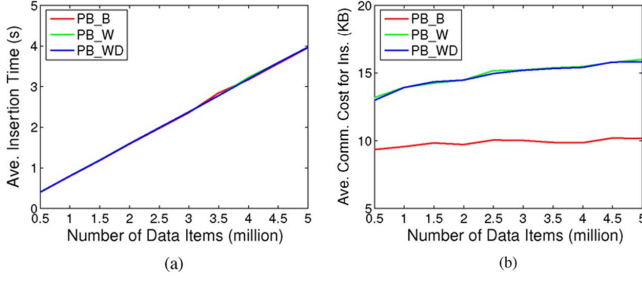 PB_B
PB_W
PB_WD
Ave. Insertion Time (s)
5
4
3
2
1
0
0.5 1 1.5 2 2.5 3 3.5 4 4.5 5
Number of Data Items (million)
(a)
PB_B
PB_W
PB_WD
Ave. Comm. Cost for Ins. (KB)
20
15
10
5
0.5 1 1.5 2 2.5 3 3.5 4 4.5 5
Number of Data Items (million)
(b)